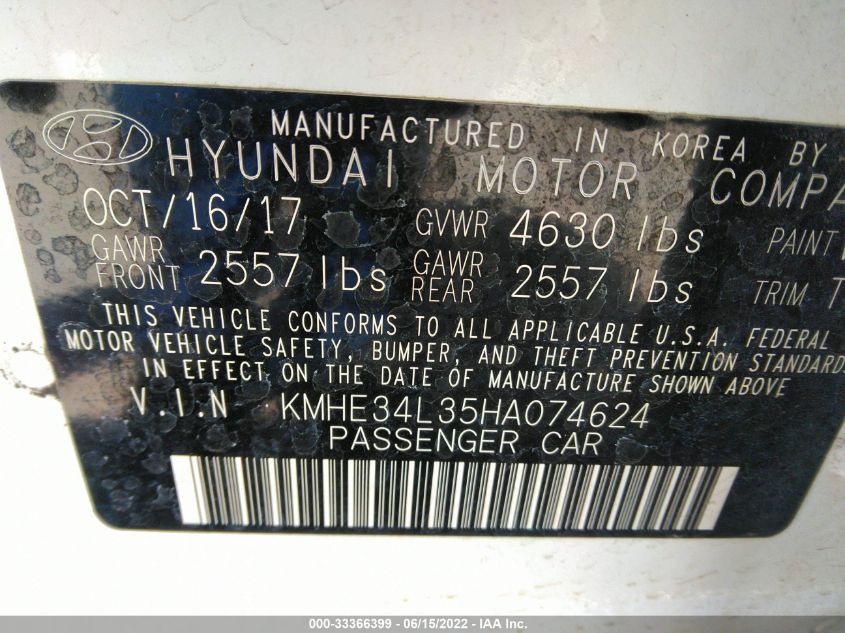 MANUFACTURED IN KOREA BY
HYUNDAI MOTOR COMPA
OCT/16/17 GVWR 4630 lbs PAINT
GAWR FRONT 2557 lbs GAWR REAR 2557 lbs TRIM T
THIS VEHICLE CONFORMS TO ALL APPLICABLE U.S.A. FEDERAL
MOTOR VEHICLE SAFETY, BUMPER, AND THEFT PREVENTION STANDARD
IN EFFECT ON THE DATE OF MANUFACTURE SHOWN ABOVE
V.I.N KMHE34L35HA074624
PASSENGER CAR
000-33366399 - 06/15/2022 - IAA Inc.